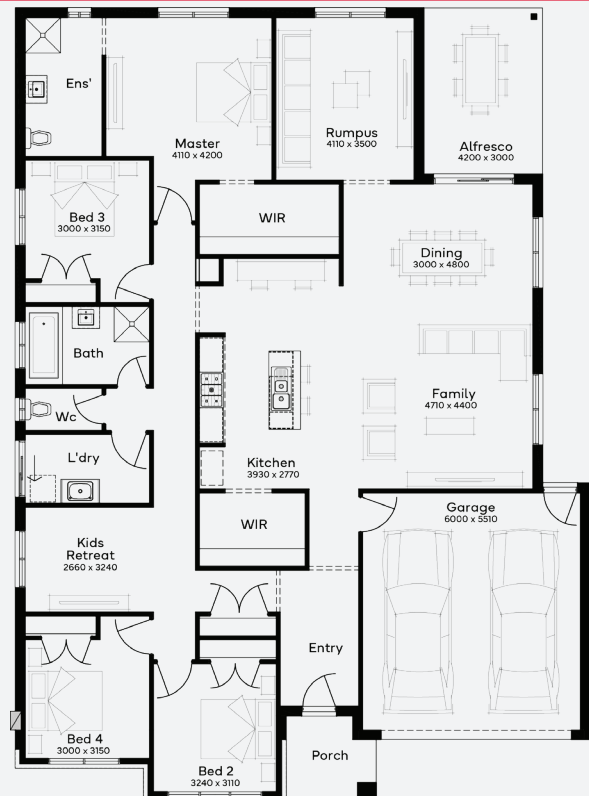 Ens'
Master
4110 x 4200
Rumpus
4110 x 3500
Alfresco
4200 x 3000
Bed 3
3000 x 3150
WIR
Dining
3000 x 4800
Bath
Family
4710 x 4400
Wc
L'dry
Kitchen
3930 x 2770
WIR
Garage
6000 x 5510
Kids
Retreat
2660 x 3240
Entry
Bed 4
3000 x 3150
Bed 2
3240 x 3110
Porch